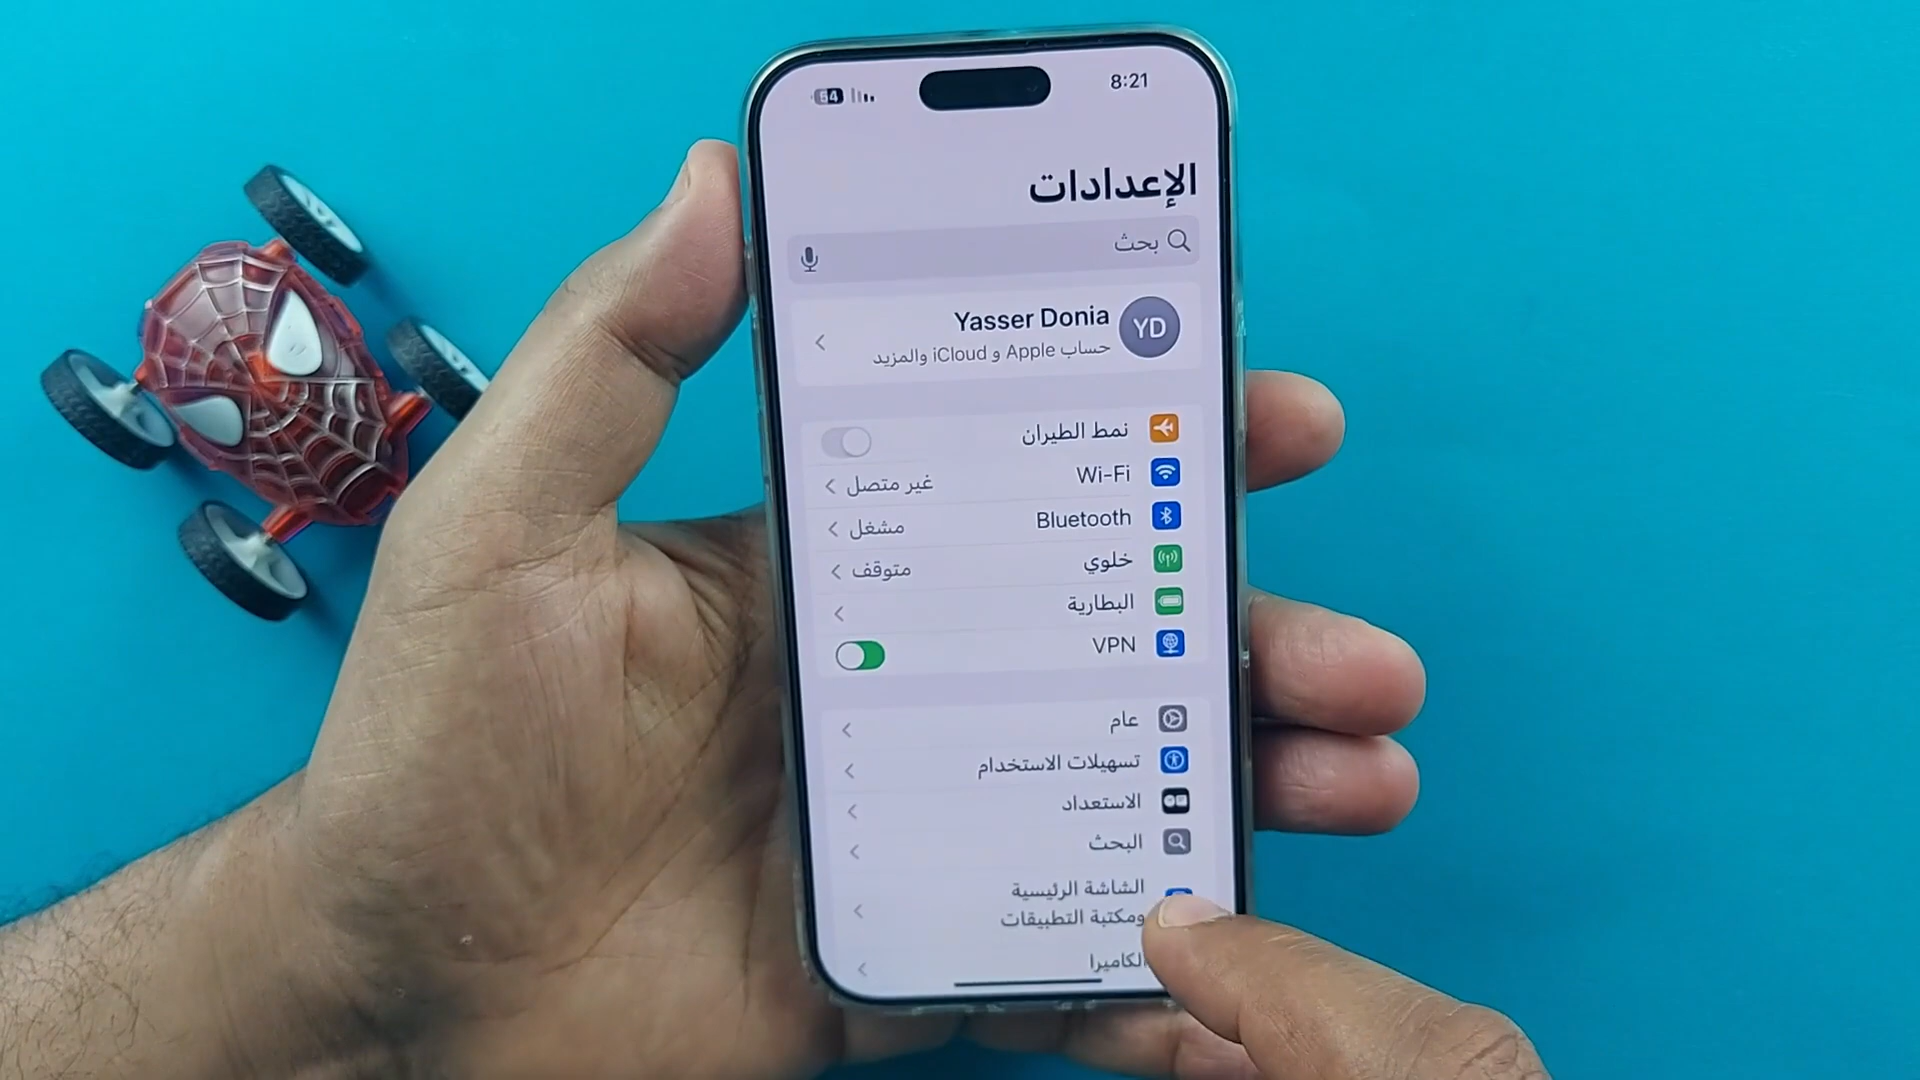 8:21
54
الإعدادات
بحث
YD
Yasser Donia
حساب Apple و iCloud والمزيد
نمط الطيران
Wi-Fi غير متصل
Bluetooth مشغل
خلوي متوقف
البطارية
VPN
عام
تسهيلات الاستخدام
الاستعداد
البحث
الشاشة الرئيسية
ومكتبة التطبيقات
الكاميرا